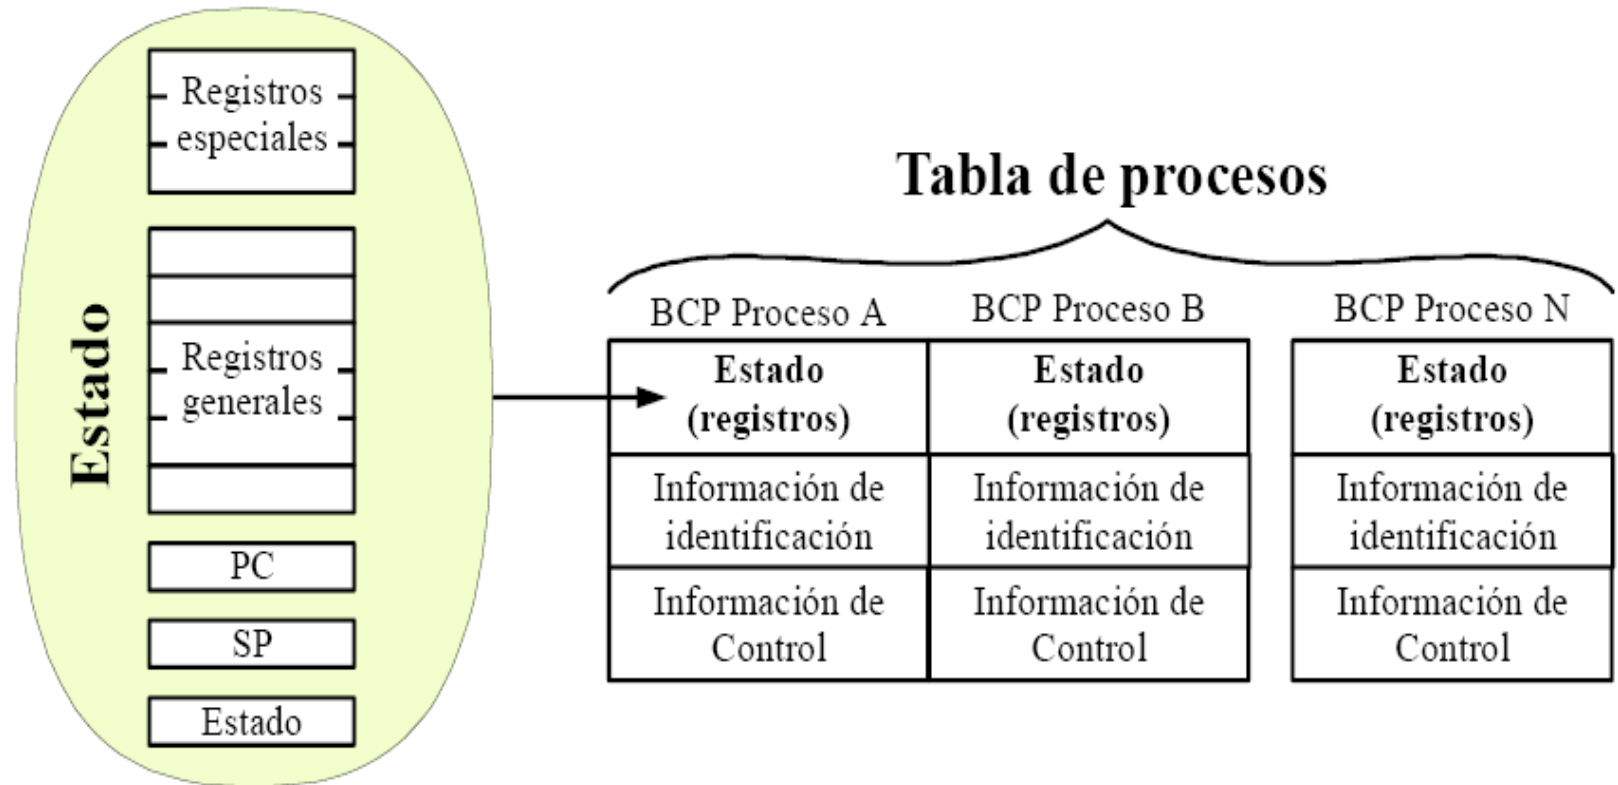 Estado
Registros
especiales
Registros
generales
PC
SP
Estado
Tabla de procesos
BCP Proceso A
BCP Proceso B
BCP Proceso N
Estado
(registros)
Estado
(registros)
Estado
(registros)
Información de
identificación
Información de
identificación
Información de
identificación
Información de
Control
Información de
Control
Información de
Control